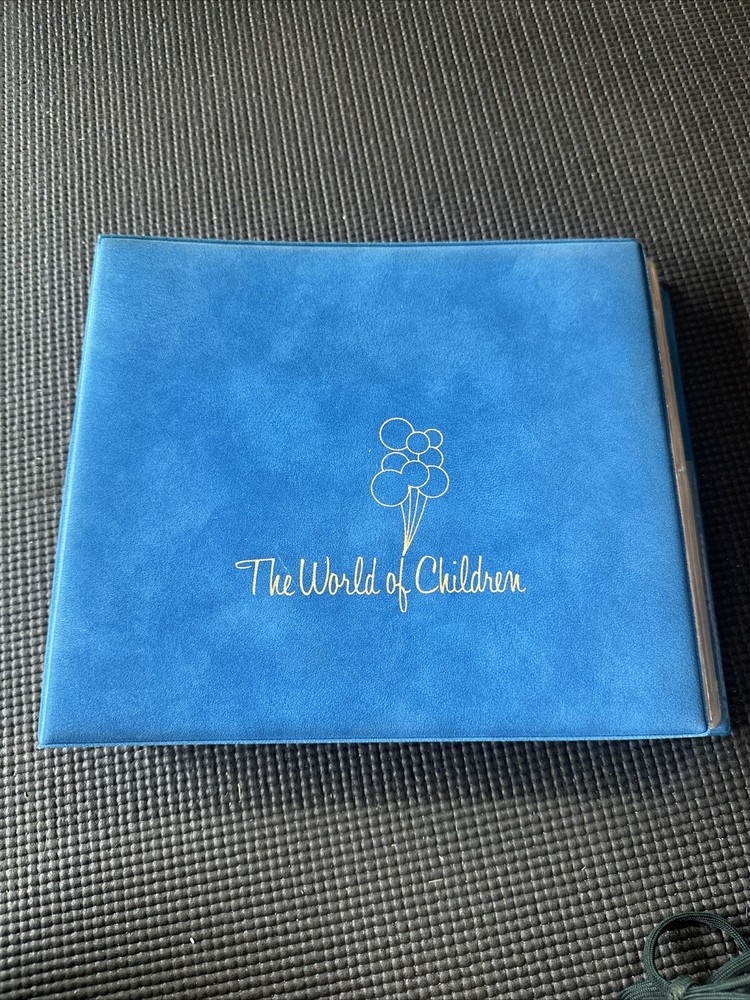 The World of Children